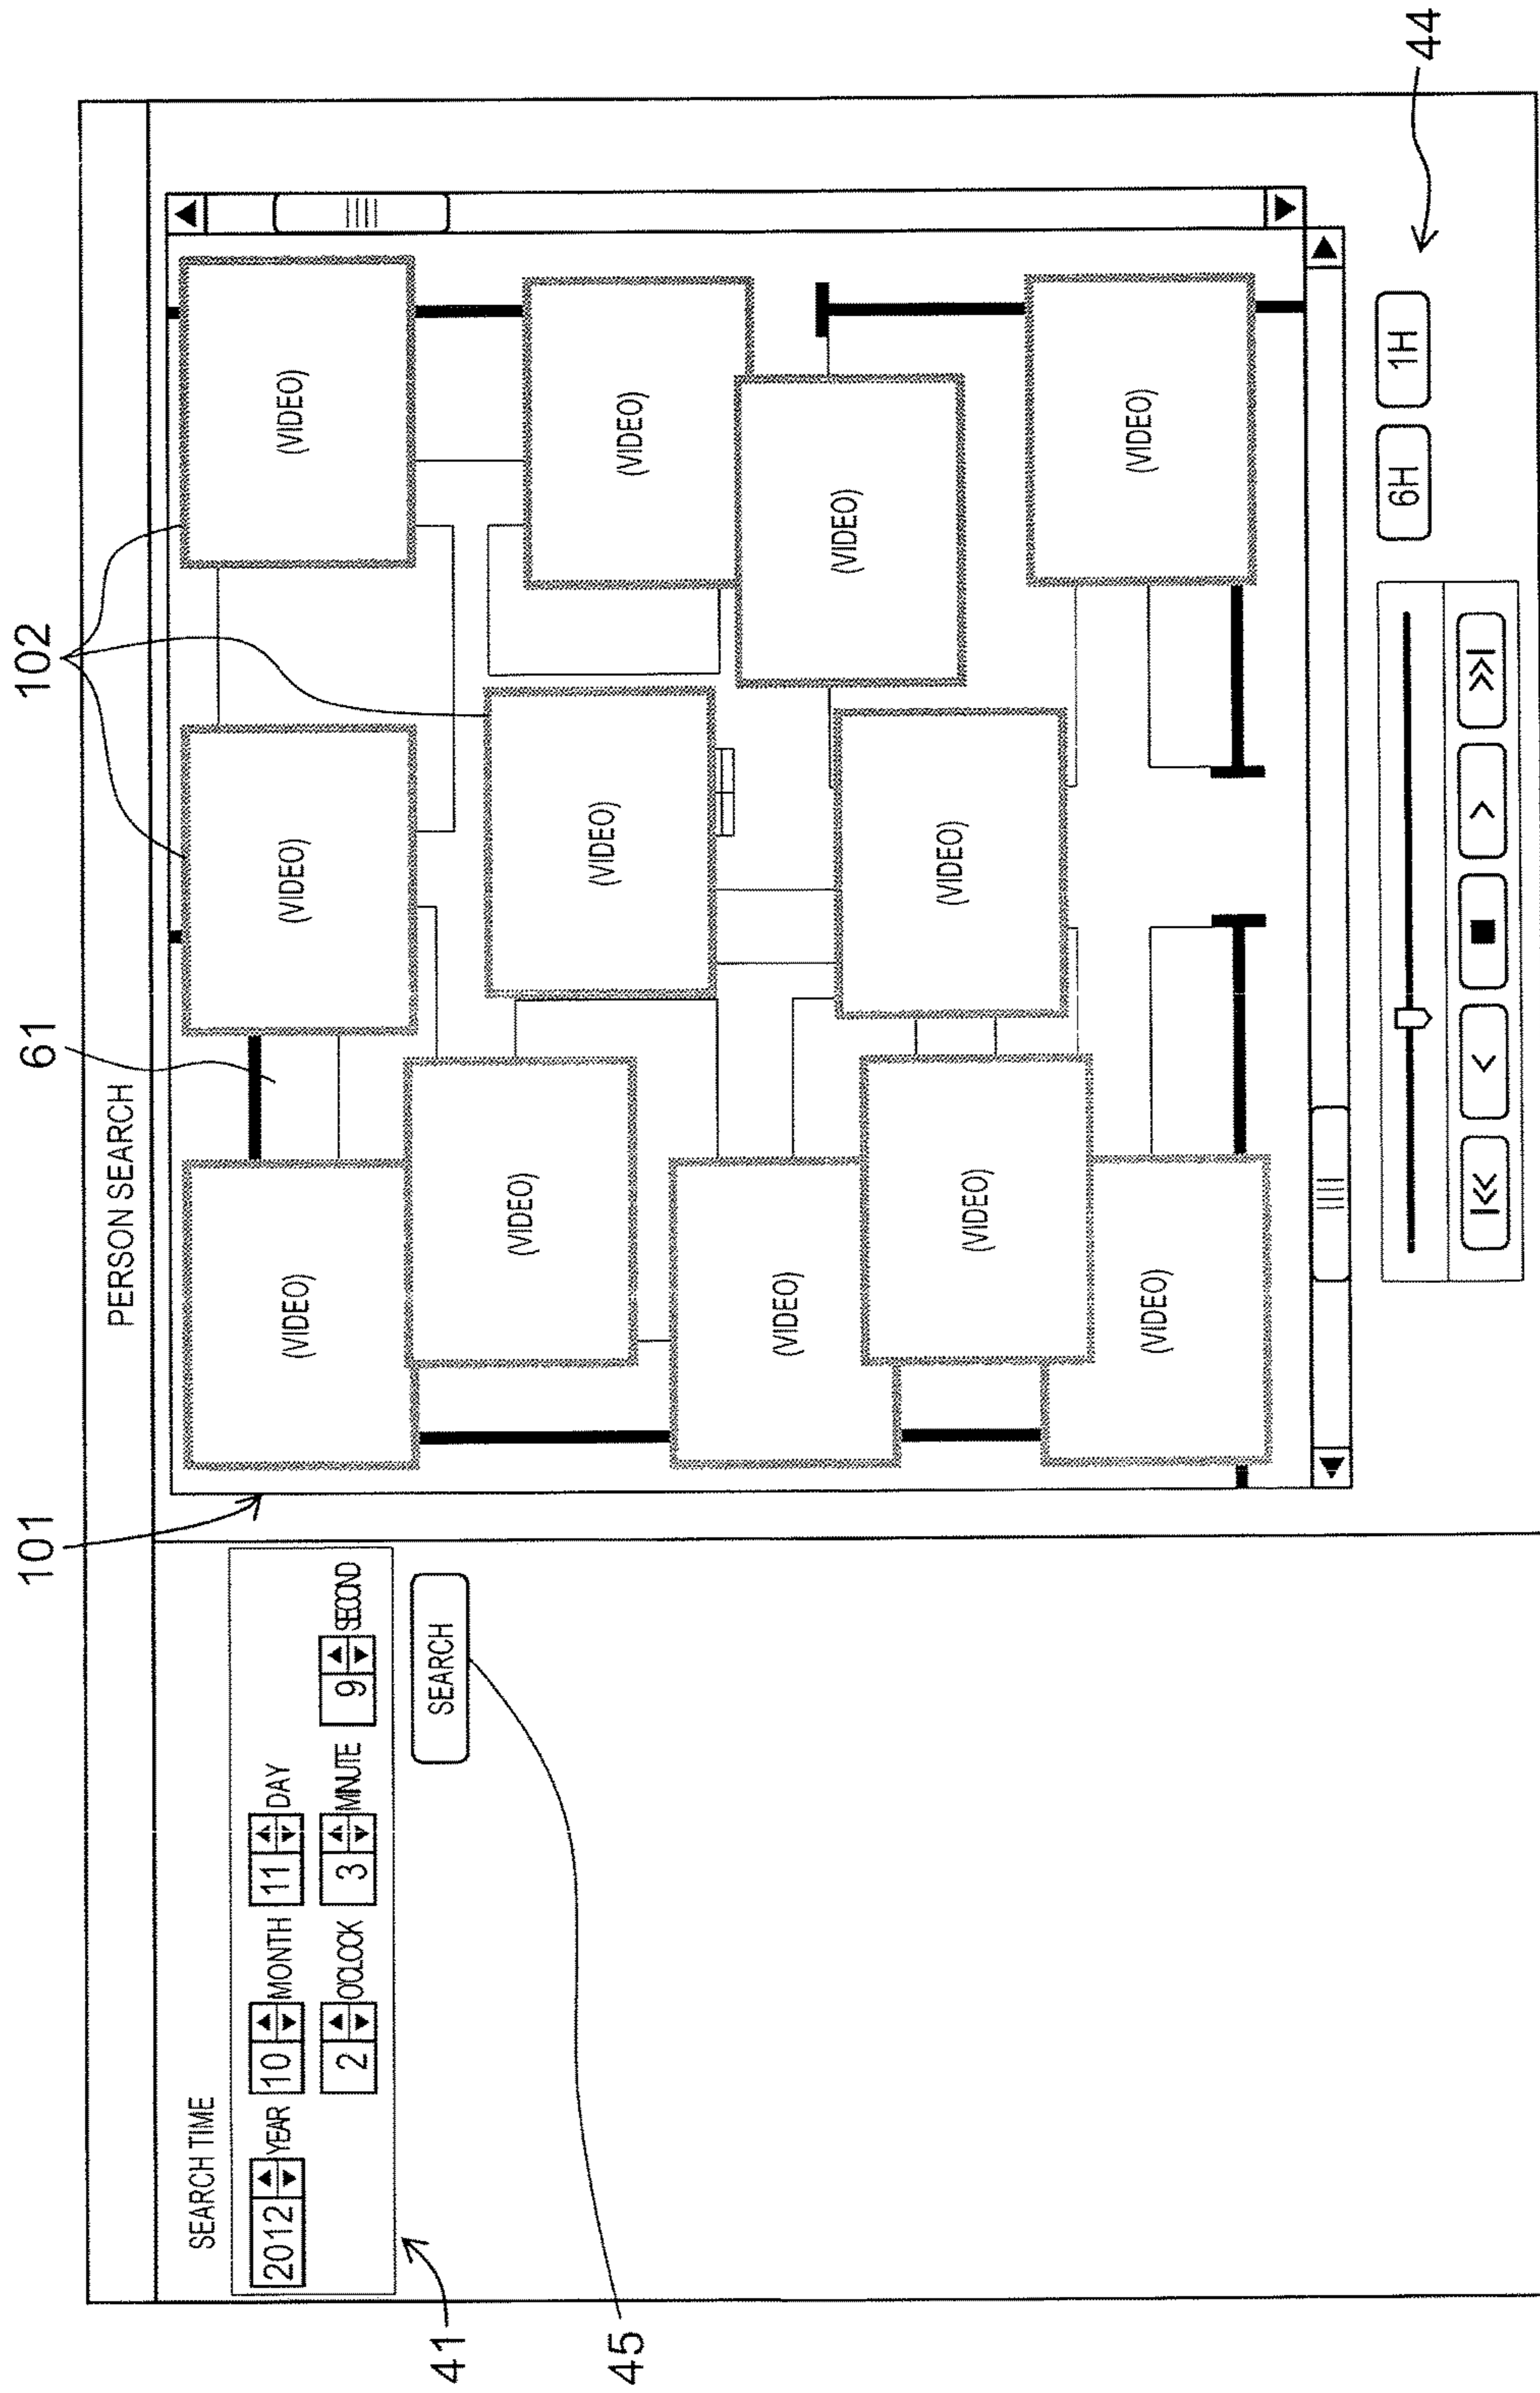 PERSON SEARCH
SEARCH TIME
2012 YEAR 10 MONTH 11 DAY
2 O'CLOCK 3 MINUTE 9 SECOND
SEARCH
41
45
101
61
102
(VIDEO)
(VIDEO)
(VIDEO)
(VIDEO)
(VIDEO)
(VIDEO)
(VIDEO)
(VIDEO)
(VIDEO)
(VIDEO)
(VIDEO)
(VIDEO)
6H 1H
44